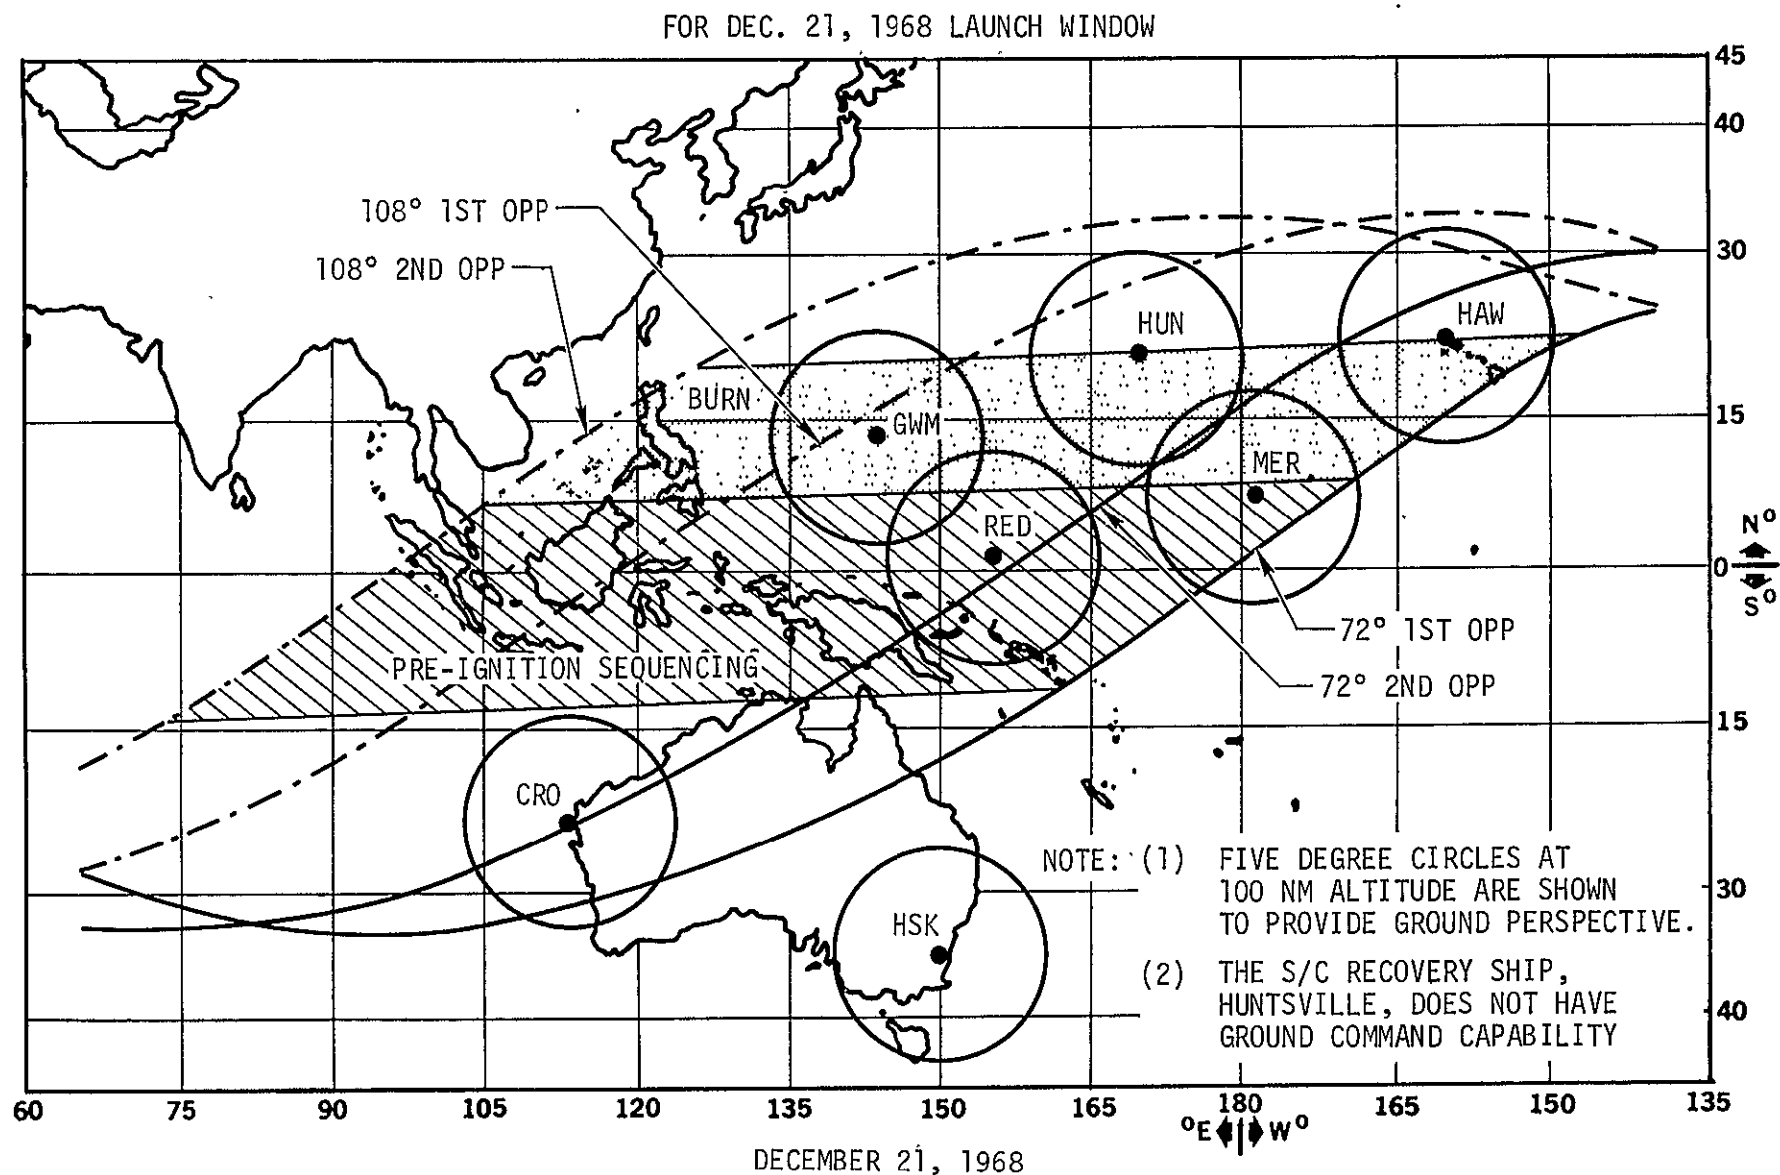 FOR DEC. 21, 1968 LAUNCH WINDOW
45
40
108° 1ST OPP
108° 2ND OPP
30
HUN
HAW
BURN
GWM
15
MER
RED
N°
0
S°
72° 1ST OPP
PRE-IGNITION SEQUENCING
72° 2ND OPP
15
CRO
NOTE: (1) FIVE DEGREE CIRCLES AT
100 NM ALTITUDE ARE SHOWN
TO PROVIDE GROUND PERSPECTIVE.
30
HSK
(2) THE S/C RECOVERY SHIP,
HUNTSVILLE, DOES NOT HAVE
GROUND COMMAND CAPABILITY
40
60 75 90 105 120 135 150 165 180 165 150 135
°E W°
DECEMBER 21, 1968